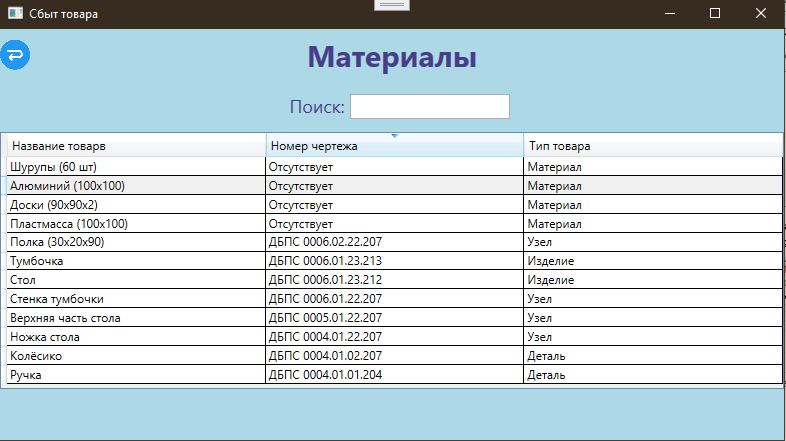 Сбыт товара
Материалы
Поиск:
Название товарв Номер чертежа Тип товара
Шурупы (60 шт) Отсутствует Материал
Алюминий (100x100) Отсутствует Материал
Доски (90x90x2) Отсутствует Материал
Пластмасса (100x100) Отсутствует Материал
Полка (30x20x90) ДБПС 0006.02.22.207 Узел
Тумбочка ДБПС 0006.01.23.213 Изделие
Стол ДБПС 0006.01.23.212 Изделие
Стенка тумбочки ДБПС 0006.01.22.207 Узел
Верхняя часть стола ДБПС 0005.01.22.207 Узел
Ножка стола ДБПС 0004.01.22.207 Узел
Колёсико ДБПС 0004.01.02.207 Деталь
Ручка ДБПС 0004.01.01.204 Деталь